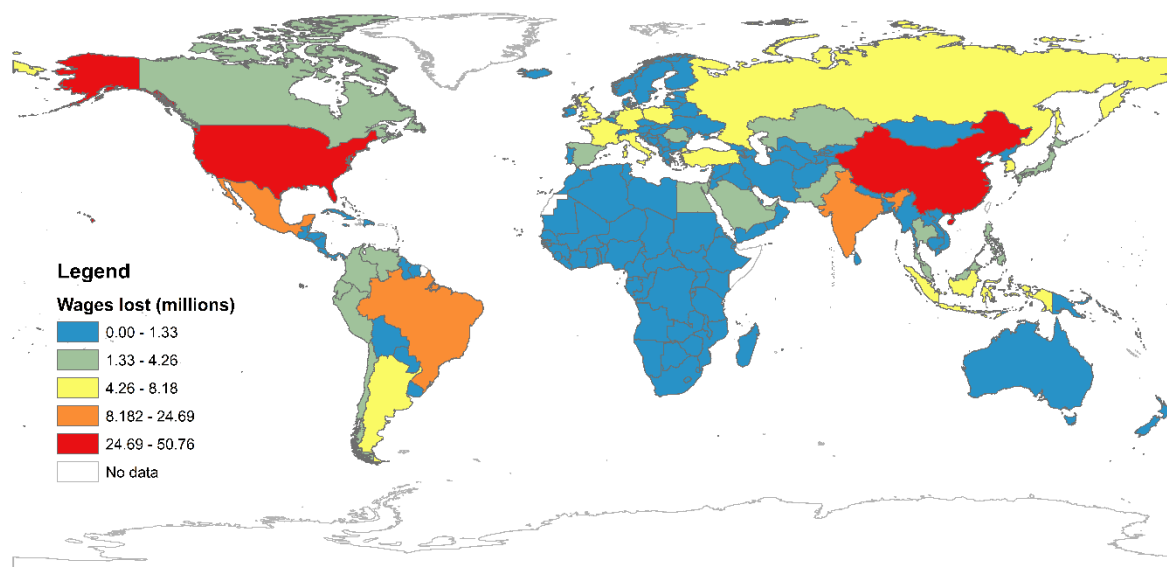 Legend
Wages lost (millions)
0.00 - 1.33
1.33 - 4.26
4.26 - 8.18
8.182 - 24.69
24.69 - 50.76
No data